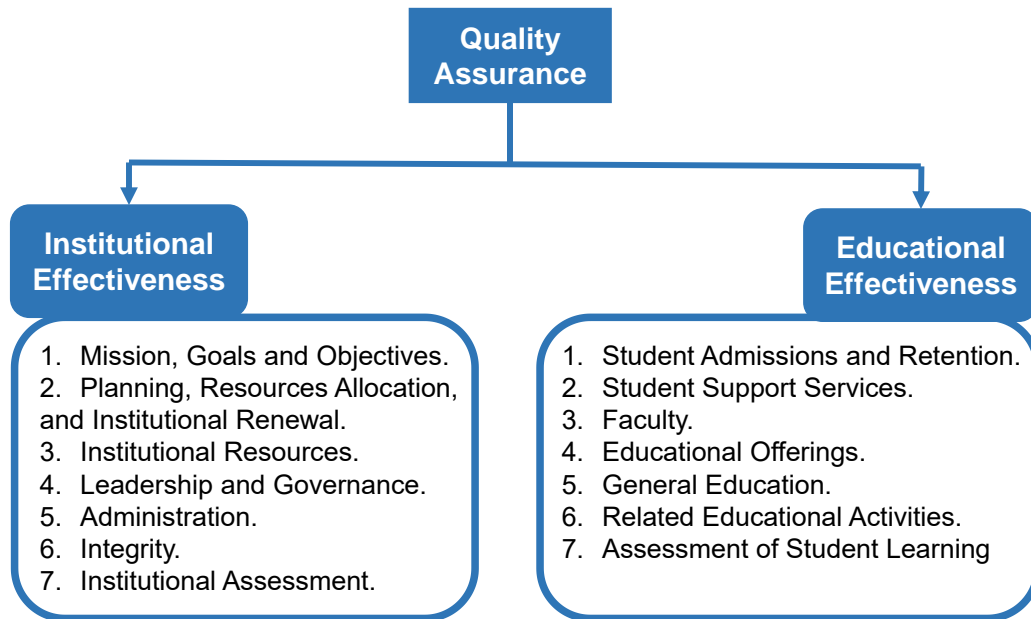 Quality
Assurance
Institutional
Effectiveness
1. Mission, Goals and Objectives.
2. Planning, Resources Allocation,
and Institutional Renewal.
3. Institutional Resources.
4. Leadership and Governance.
5. Administration.
6. Integrity.
7. Institutional Assessment.
Educational
Effectiveness
1. Student Admissions and Retention.
2. Student Support Services.
3. Faculty.
4. Educational Offerings.
5. General Education.
6. Related Educational Activities.
7. Assessment of Student Learning